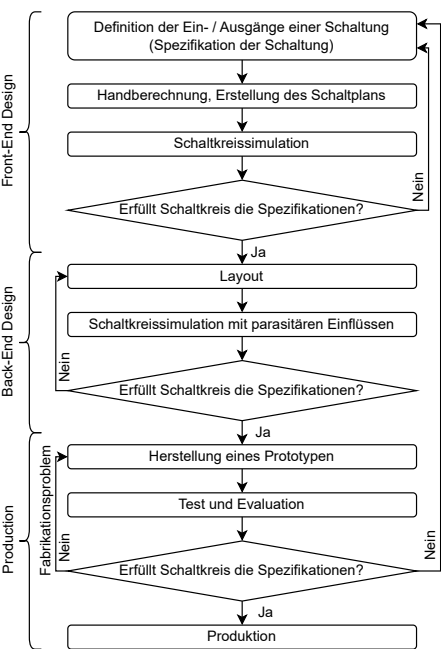 Front-End Design
Definition der Ein- / Ausgänge einer Schaltung
(Spezifikation der Schaltung)
Handberechnung, Erstellung des Schaltplans
Schaltkreissimulation
Erfüllt Schaltkreis die Spezifikationen?
Nein
Ja
Back-End Design
Layout
Schaltkreissimulation mit parasitären Einflüssen
Erfüllt Schaltkreis die Spezifikationen?
Nein
Ja
Production
Herstellung eines Prototypen
Test und Evaluation
Erfüllt Schaltkreis die Spezifikationen?
Fabrikationsproblem
Nein
Nein
Ja
Produktion